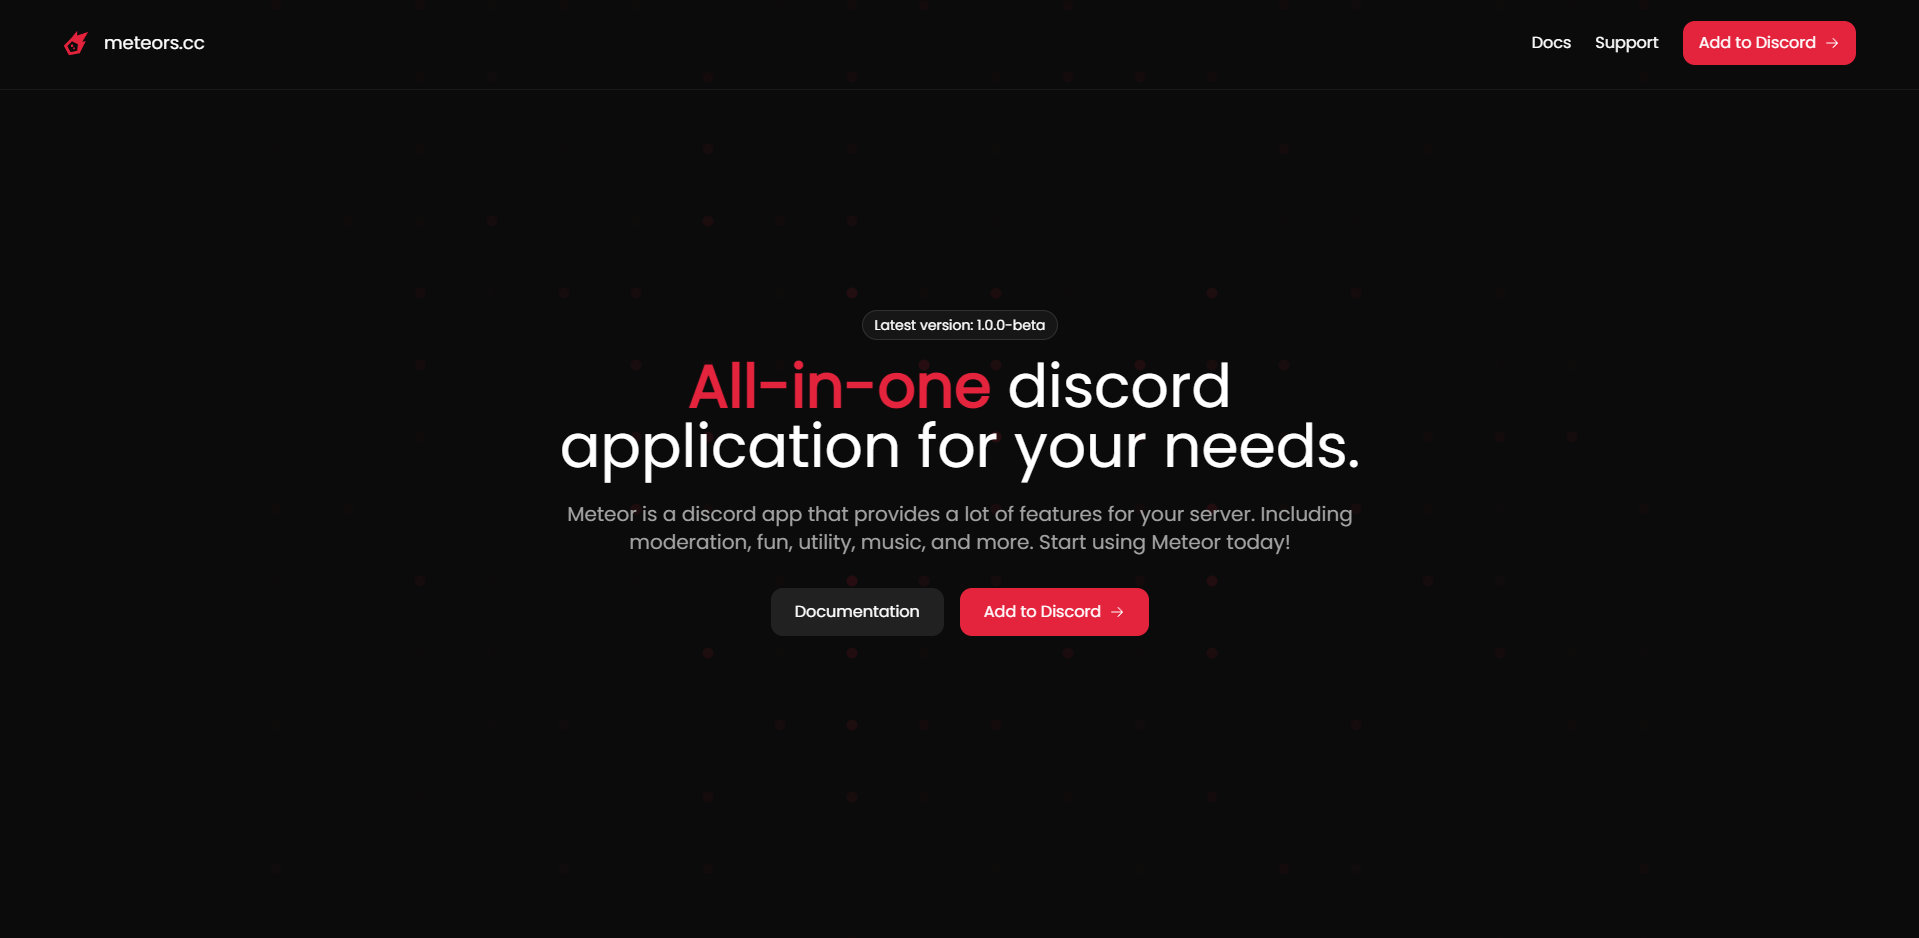 meteors.cc
Docs
Support
Add to Discord →
Latest version: 1.0.0-beta
All-in-one discord
application for your needs.
Meteor is a discord app that provides a lot of features for your server. Including
moderation, fun, utility, music, and more. Start using Meteor today!
Documentation
Add to Discord →